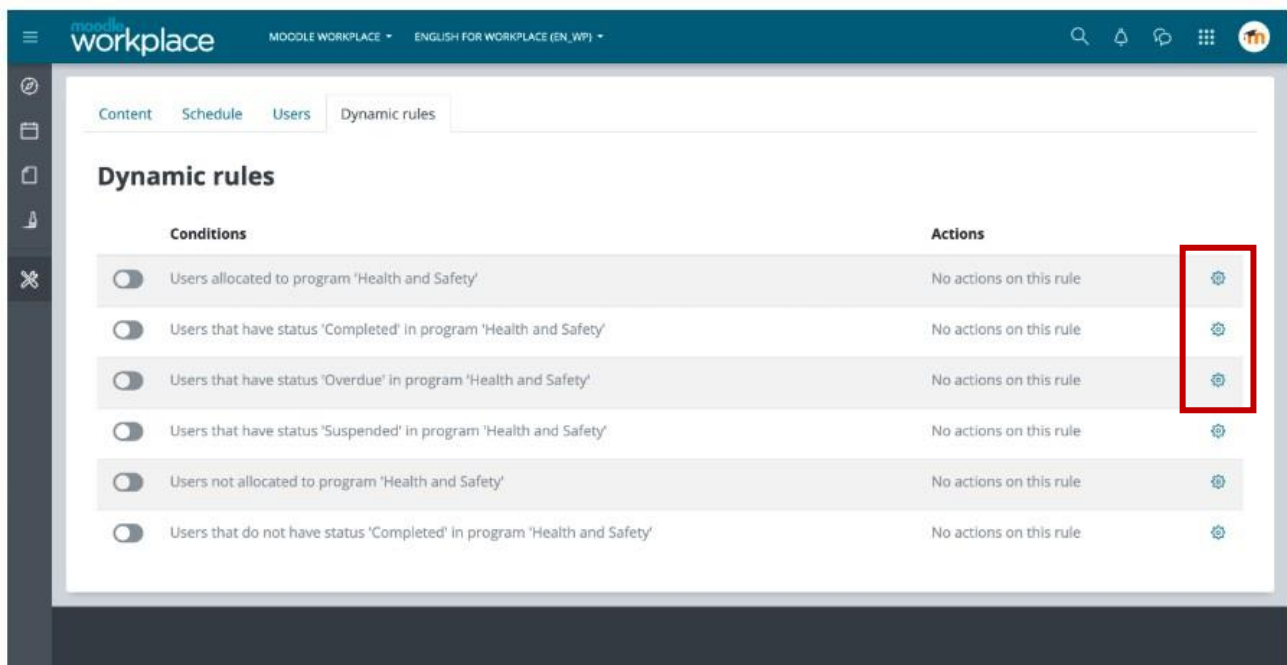 moodle
workplace MOODLE WORKPLACE ENGLISH FOR WORKPLACE (EN_WP)
m
Content Schedule Users Dynamic rules
Dynamic rules
Conditions Actions
Users allocated to program 'Health and Safety' No actions on this rule
Users that have status 'Completed' in program 'Health and Safety' No actions on this rule
Users that have status 'Overdue' in program 'Health and Safety' No actions on this rule
Users that have status 'Suspended' in program 'Health and Safety' No actions on this rule
Users not allocated to program 'Health and Safety' No actions on this rule
Users that do not have status 'Completed' in program 'Health and Safety' No actions on this rule